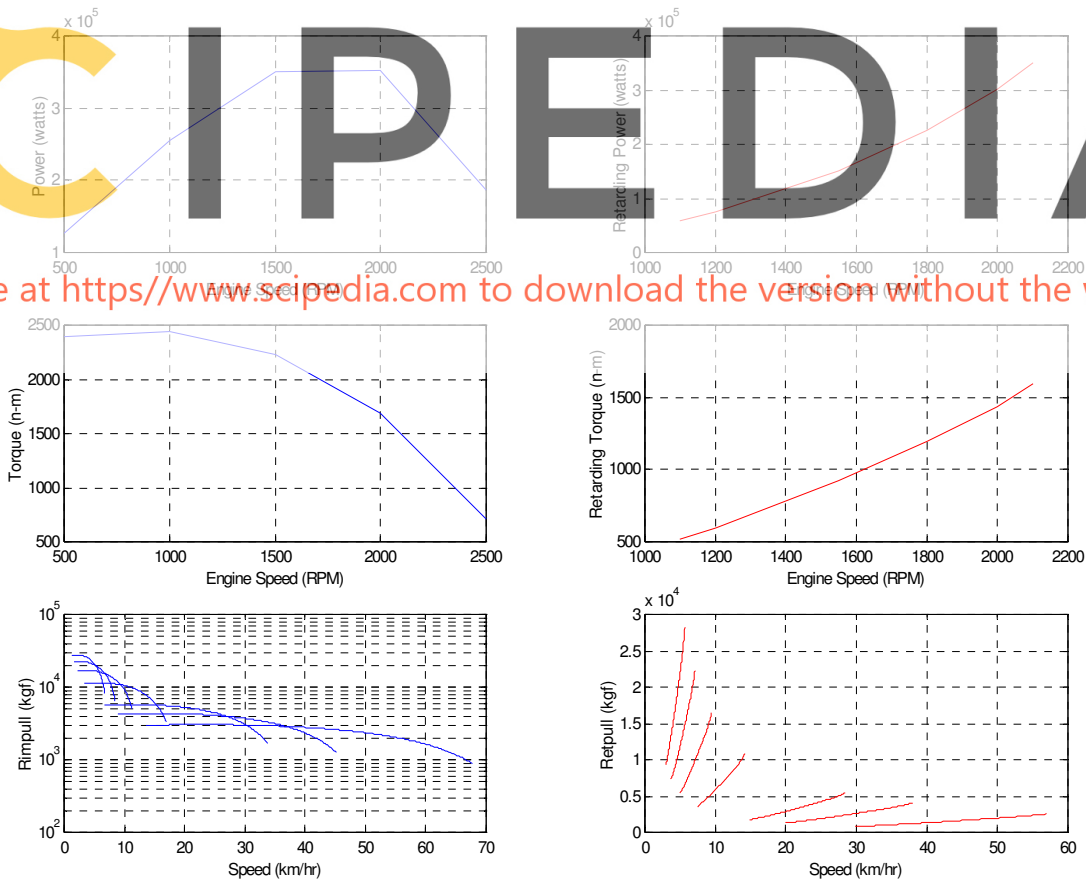 CIPEDIA
e at https//www.scipedia.com to download the version without the w
x 10^5
4
3
2
1
500 1000 1500 2000 2500
Power (watts)
Engine Speed (RPM)
x 10^5
4
3
2
1
0
1000 1200 1400 1600 1800 2000 2200
Retarding Power (watts)
Engine Speed (RPM)
2500
2000
1500
1000
500
500 1000 1500 2000 2500
Torque (n-m)
Engine Speed (RPM)
2000
1500
1000
500
1000 1200 1400 1600 1800 2000 2200
Retarding Torque (n-m)
Engine Speed (RPM)
10^5
10^4
10^3
10^2
0 10 20 30 40 50 60 70
Rimpull (kgf)
Speed (km/hr)
x 10^4
3
2.5
2
1.5
1
0.5
0
0 10 20 30 40 50 60
Retpull (kgf)
Speed (km/hr)